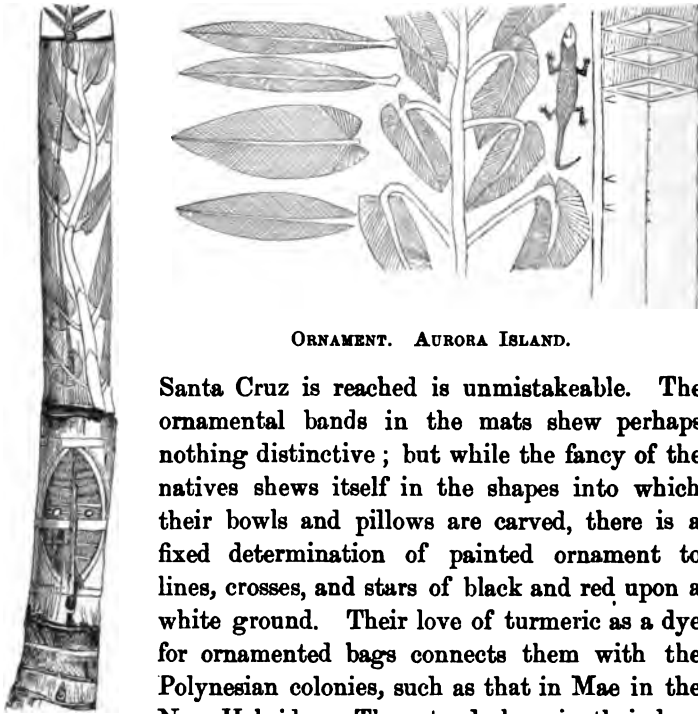 ORNAMENT. AURORA ISLAND.
Santa Cruz is reached is unmistakeable. The
ornamental bands in the mats shew perhaps
nothing distinctive ; but while the fancy of the
natives shews itself in the shapes into which
their bowls and pillows are carved, there is a
fixed determination of painted ornament to
lines, crosses, and stars of black and red upon a
white ground. Their love of turmeric as a dye
for ornamented bags connects them with the
Polynesian colonies, such as that in Mae in the